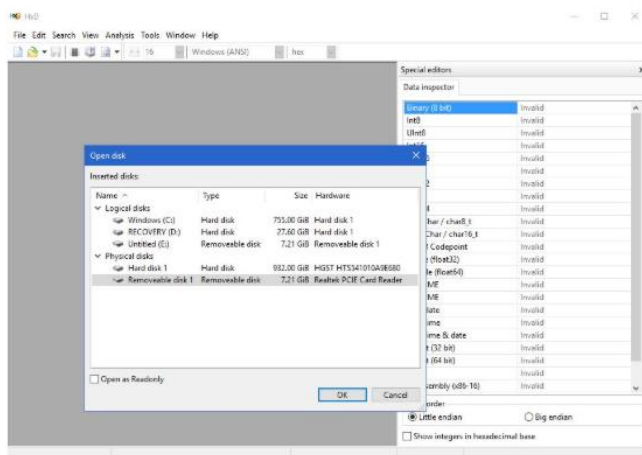 HxD
File Edit Search View Analysis Tools Window Help
16 Windows (ANSI) hex
Special editors
Data inspector
Binary (8 bit) Invalid
Int8 Invalid
UInt8 Invalid
Invalid
Invalid
Invalid
Invalid
Invalid
Invalid
char / char8_t Invalid
Char / char16_t Invalid
Codepoint Invalid
(float32) Invalid
le (float64) Invalid
ME Invalid
ME Invalid
date Invalid
ime Invalid
ime & date Invalid
t (32 bit) Invalid
t (64 bit) Invalid
Invalid
sembly (x86-16) Invalid
order
Little endian Big endian
Show integers in hexadecimal base
Open disk
Inserted disks:
Name Type Size Hardware
Logical disks
Windows (C:) Hard disk 755.00 GiB Hard disk 1
RECOVERY (D:) Hard disk 27.60 GiB Hard disk 1
Untitled (E:) Removeable disk 7.21 GiB Removeable disk 1
Physical disks
Hard disk 1 Hard disk 932.00 GiB HGST HTS541010A9E680
Removeable disk 1 Removeable disk 7.21 GiB Realtek PCIE Card Reader
Open as Readonly
OK Cancel